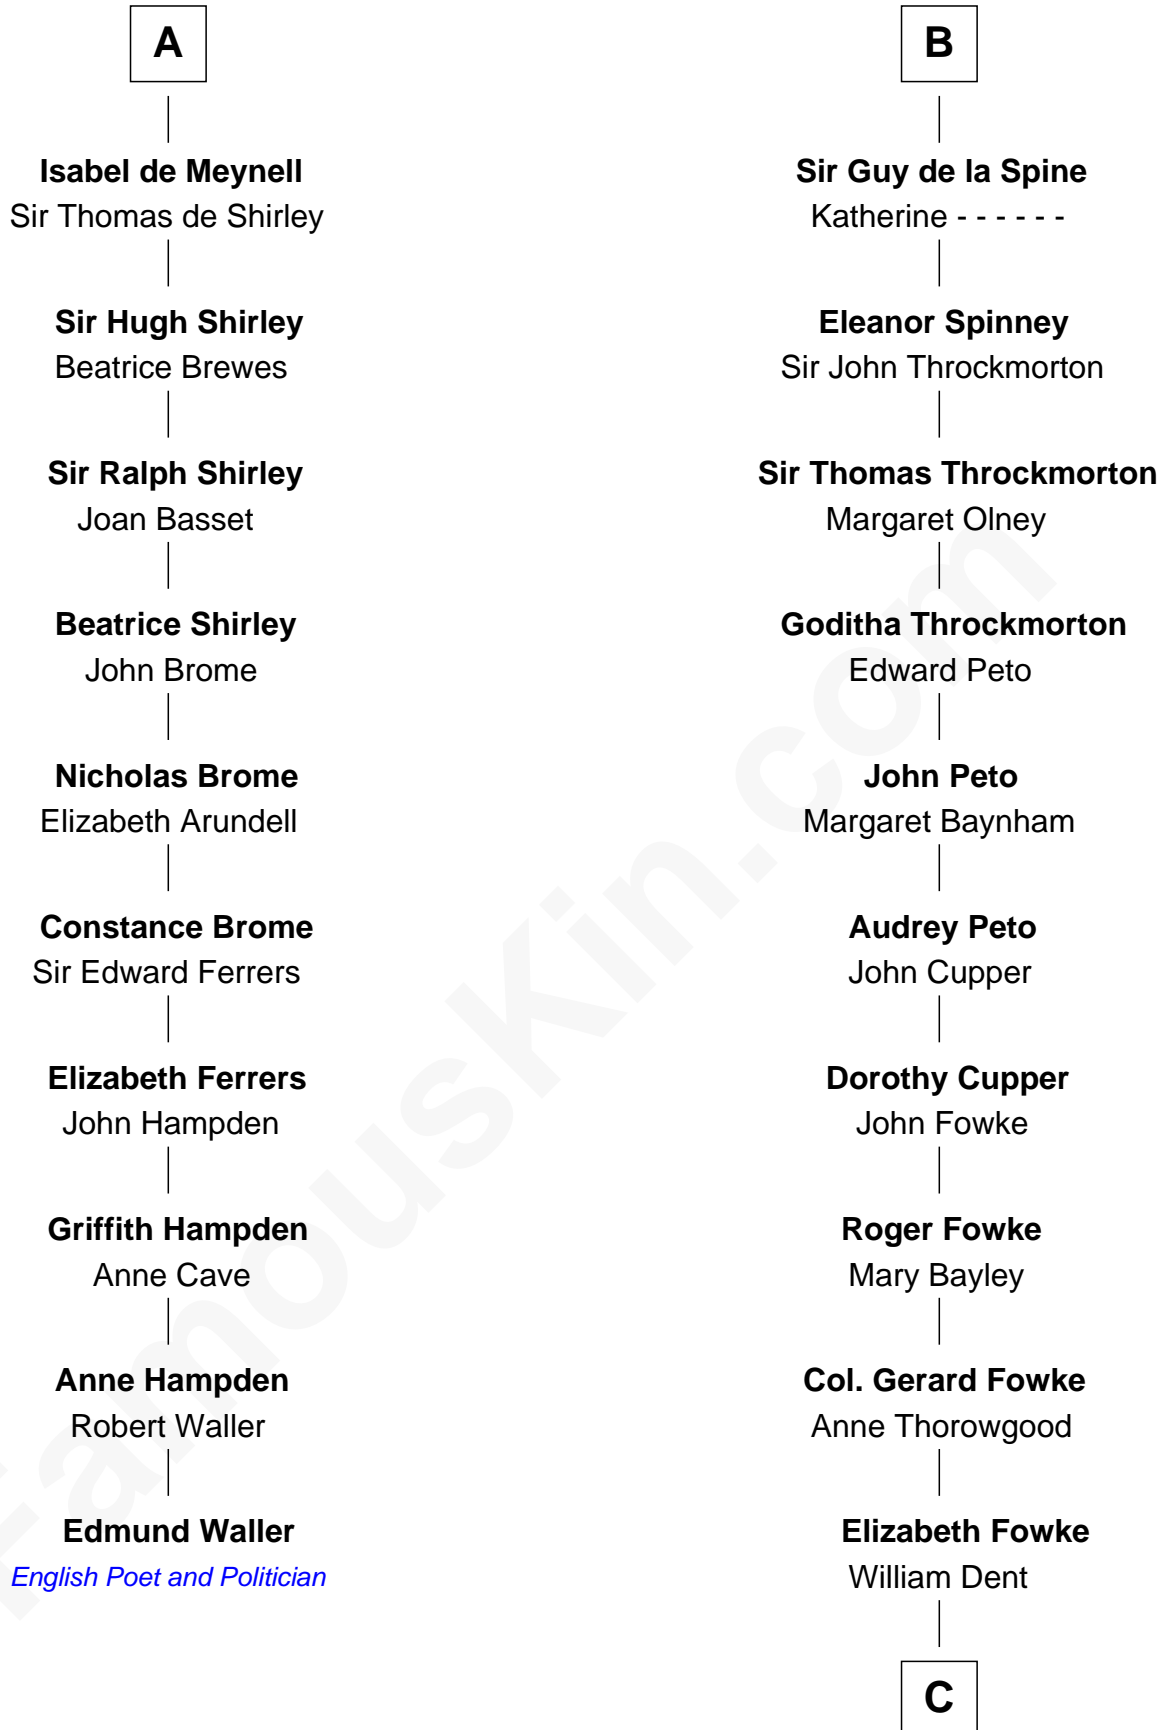 A
Isabel de Meynell
Sir Thomas de Shirley
Sir Hugh Shirley
Beatrice Brewes
Sir Ralph Shirley
Joan Basset
Beatrice Shirley
John Brome
Nicholas Brome
Elizabeth Arundell
Constance Brome
Sir Edward Ferrers
Elizabeth Ferrers
John Hampden
Griffith Hampden
Anne Cave
Anne Hampden
Robert Waller
Edmund Waller
English Poet and Politician
B
Sir Guy de la Spine
Katherine - - - - - -
Eleanor Spinney
Sir John Throckmorton
Sir Thomas Throckmorton
Margaret Olney
Goditha Throckmorton
Edward Peto
John Peto
Margaret Baynham
Audrey Peto
John Cupper
Dorothy Cupper
John Fowke
Roger Fowke
Mary Bayley
Col. Gerard Fowke
Anne Thorowgood
Elizabeth Fowke
William Dent
C
FamousKin.com